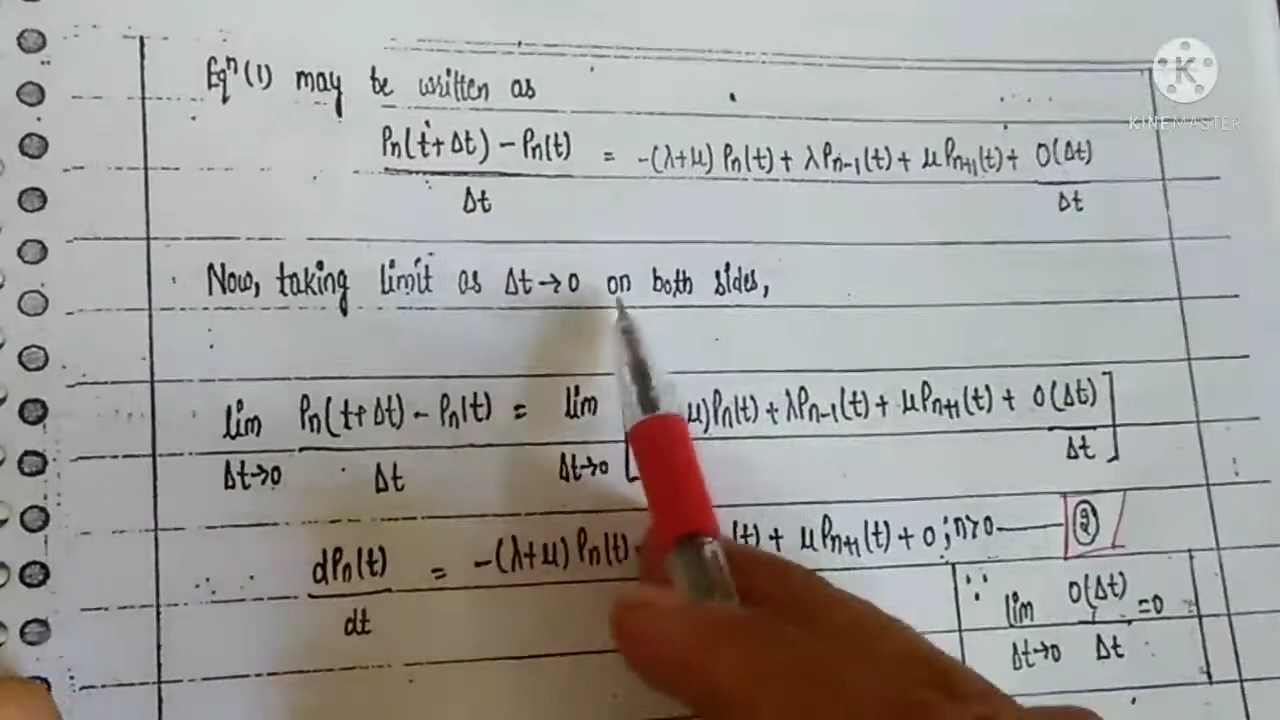 Eqⁿ(1) may be written as
Pn(t+Δt) − Pn(t) = -(λ+μ) Pn(t) + λPn-1(t) + μPn+1(t) + O(Δt)
Δt Δt
Now, taking limit as Δt→0 on both sides,
lim Pn(t+Δt) − Pn(t) = lim μ)Pn(t) + λPn-1(t) + μPn+1(t) + O(Δt)]
Δt→0 Δt Δt→0 [ Δt
dPn(t) = -(λ+μ) Pn(t) (t) + μPn+1(t) + 0 ; n>0 — ②
dt
∵ lim O(Δt) =0
Δt→0 Δt
K
KINEMASTER